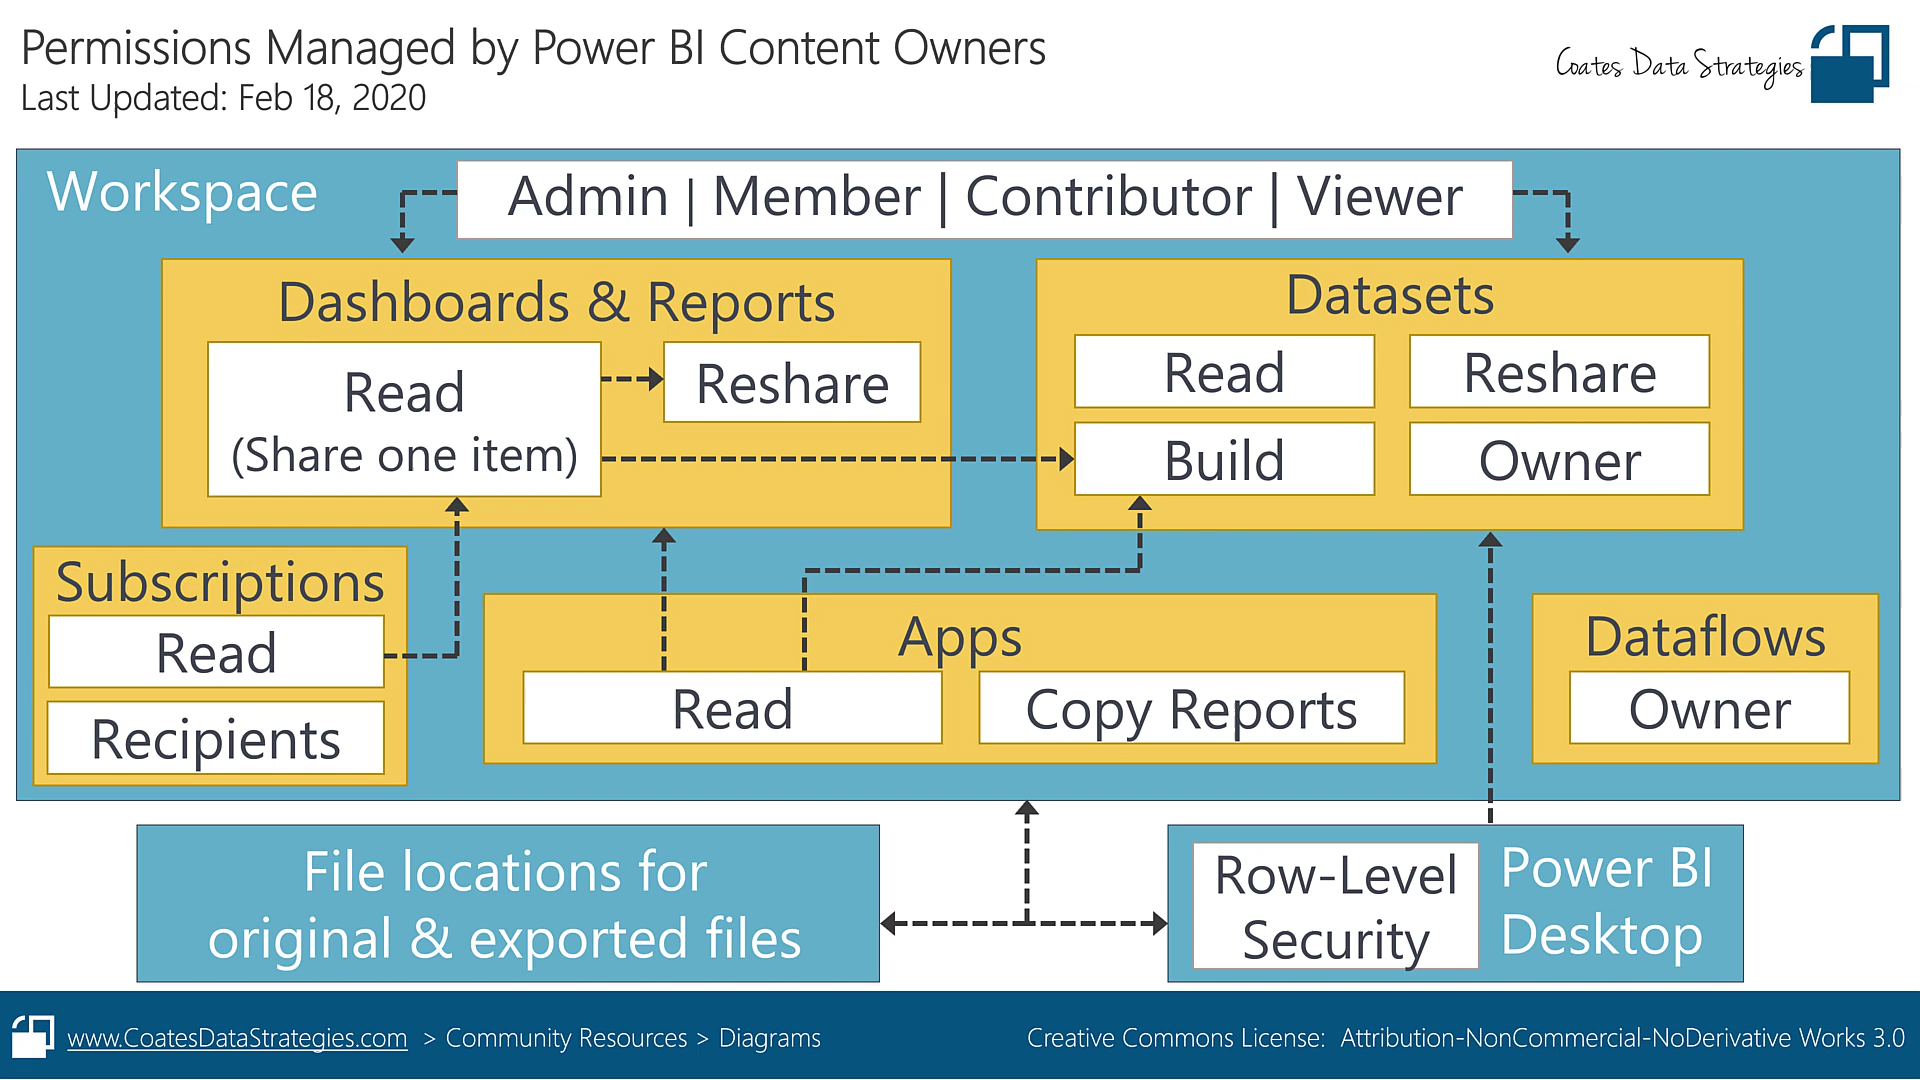 Permissions Managed by Power BI Content Owners
Last Updated: Feb 18, 2020
Coates Data Strategies
Workspace
Admin | Member | Contributor | Viewer
Dashboards & Reports
Read
(Share one item)
Reshare
Datasets
Read
Reshare
Build
Owner
Subscriptions
Read
Recipients
Apps
Read
Copy Reports
Dataflows
Owner
File locations for
original & exported files
Row-Level
Security
Power BI
Desktop
www.CoatesDataStrategies.com > Community Resources > Diagrams
Creative Commons License: Attribution-NonCommercial-NoDerivative Works 3.0